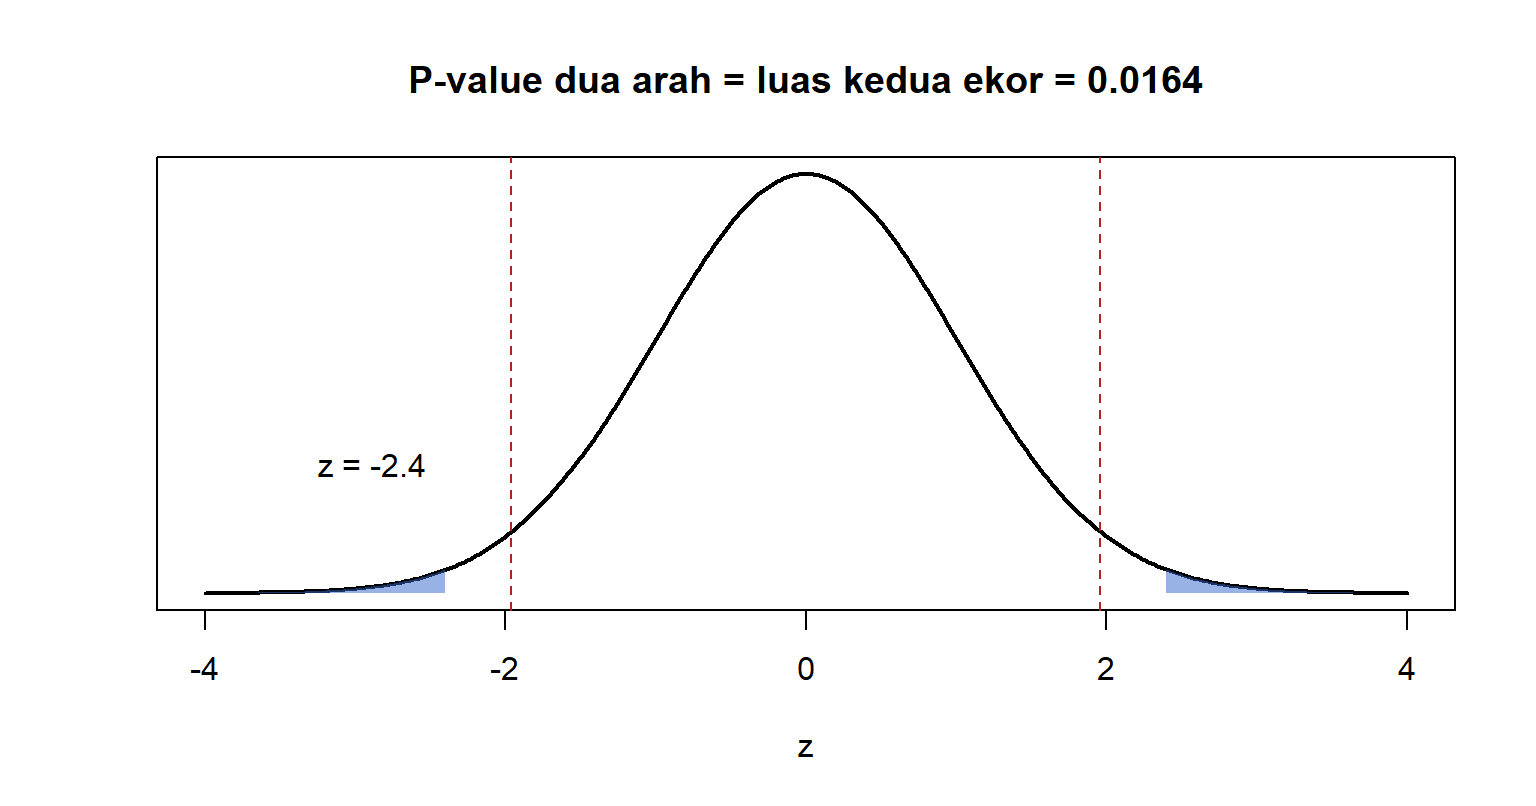 P-value dua arah = luas kedua ekor = 0.0164
z = -2.4
-4 -2 0 2 4
z